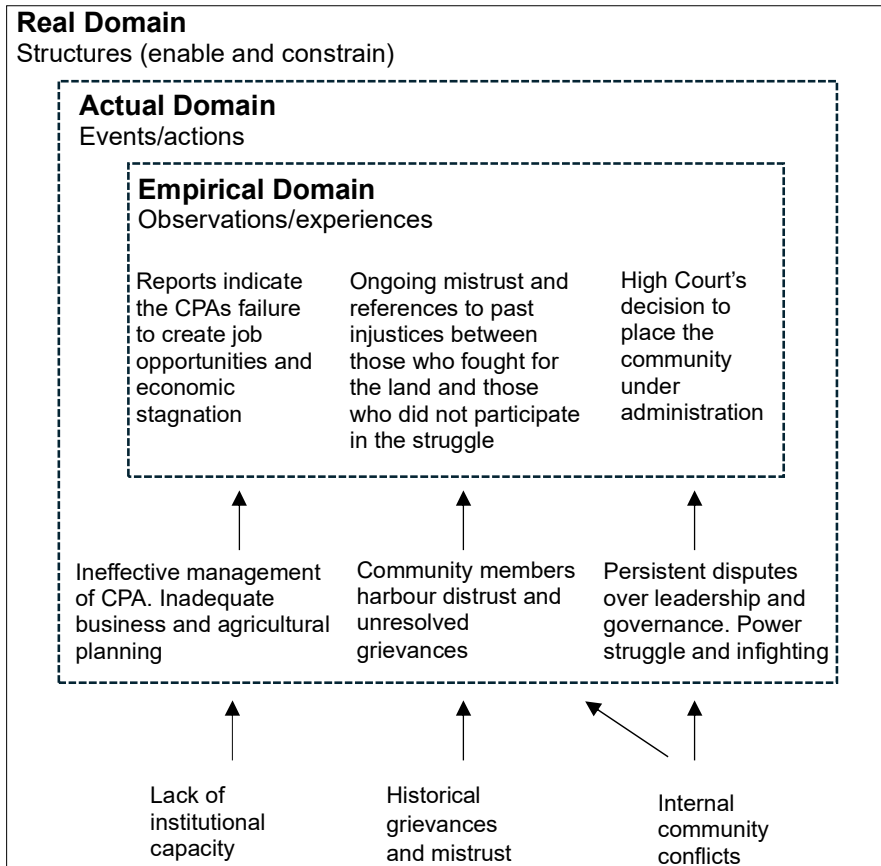 Real Domain
Structures (enable and constrain)
Actual Domain
Events/actions
Empirical Domain
Observations/experiences
Reports indicate
the CPAs failure
to create job
opportunities and
economic
stagnation
Ongoing mistrust and
references to past
injustices between
those who fought for
the land and those
who did not participate
in the struggle
High Court’s
decision to
place the
community
under
administration
Ineffective management
of CPA. Inadequate
business and agricultural
planning
Community members
harbour distrust and
unresolved
grievances
Persistent disputes
over leadership and
governance. Power
struggle and infighting
Lack of
institutional
capacity
Historical
grievances
and mistrust
Internal
community
conflicts